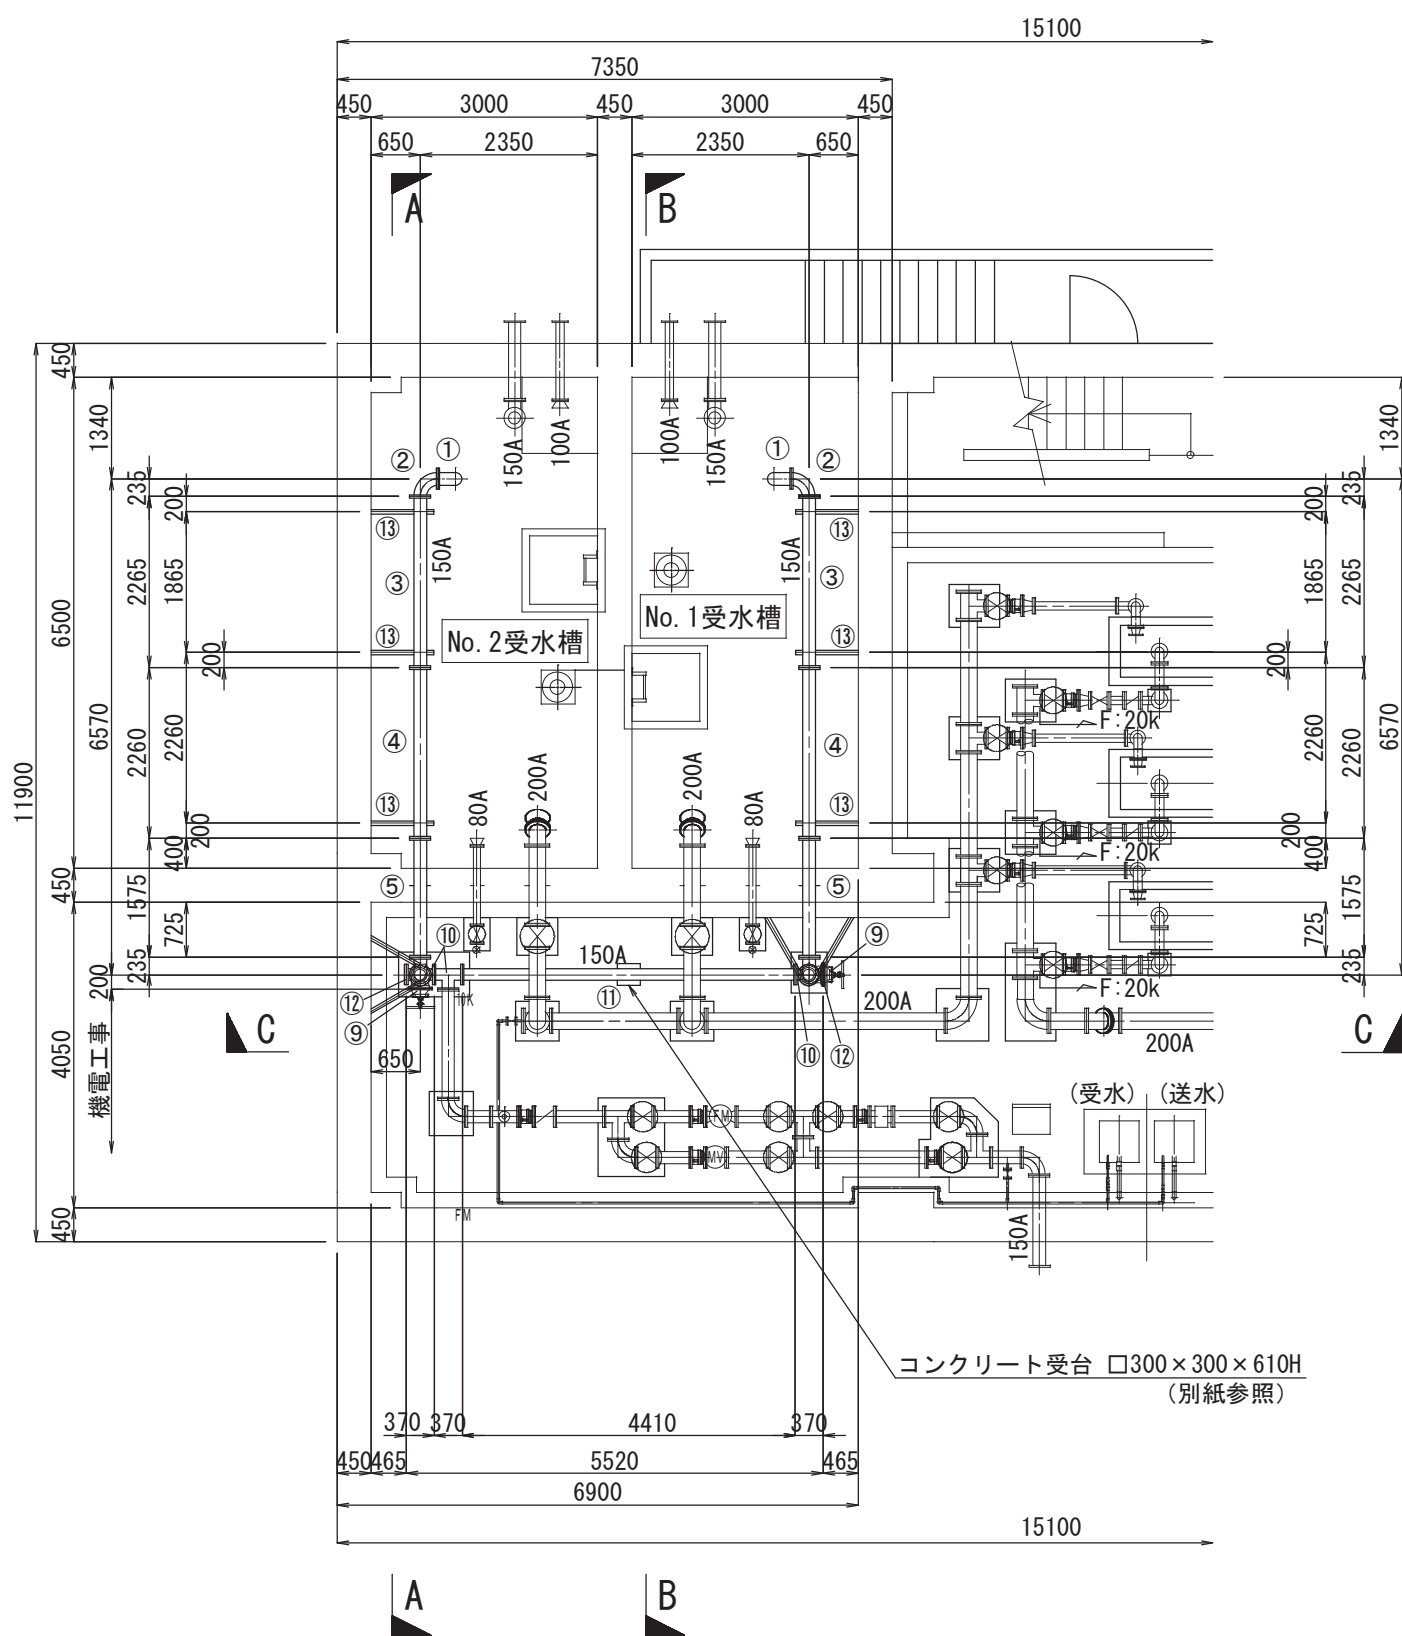 15100
7350
450 3000 450 3000 450
650 2350 2350 650
A B
450
1340 1340
150A 100A 100A 150A
① ①
② ②
235 200 200 235
⑬ ⑬
150A 150A
③ ③
2265 1865 1865 2265
No. 1受水槽
No. 2受水槽
6500
⑬ ⑬
200 200
F:20k
6570 6570
④ ④
2260 2260 2260 2260
11900
200A 200A
80A 80A
⑬ ⑬
200 200
400 400
F:20k
450
⑤ ⑤
1575 1575
725 725
⑩ ⑨
150A
235 235
200
⑫ 10K ⑪
F:20k
200A
⑨ ⑩ ⑫
C C
200A
650
4050
機電工事
(受水) (送水)
FM
MV
FM
150A
450
コンクリート受台 □300×300×610H
(別紙参照)
370 370 4410 370
450 465 5520 465
6900
15100
A B